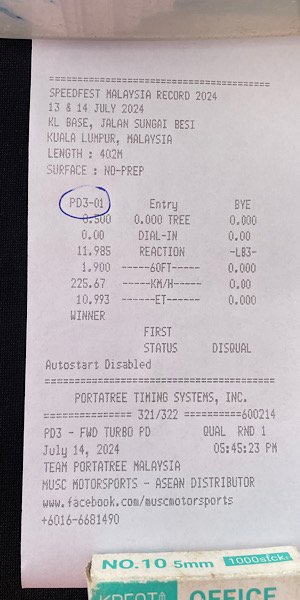 ================================
SPEEDFEST MALAYSIA RECORD 2024
13 & 14 JULY 2024
KL BASE, JALAN SUNGAI BESI
KUALA LUMPUR, MALAYSIA
LENGTH : 402M
SURFACE : NO-PREP
PD3-01 Entry BYE
0.500 0.000 TREE 0.000
0.00 DIAL-IN 0.00
11.985 REACTION -LB3-
1.900 -----60FT----- 0.000
225.67 -----KM/H----- 0.00
10.993 ------ET------ 0.000
WINNER
FIRST
STATUS DISQUAL
Autostart Disabled
================================
PORTATREE TIMING SYSTEMS, INC.
============== 321/322 ==========600214
PD3 - FWD TURBO PD QUAL RND 1
July 14, 2024 05:45:23 PM
TEAM PORTATREE MALAYSIA
MUSC MOTORSPORTS - ASEAN DISTRIBUTOR
www.facebook.com/muscmotorsports
+6016-6681490
NO.10 5mm 1000stck.
OFFICE